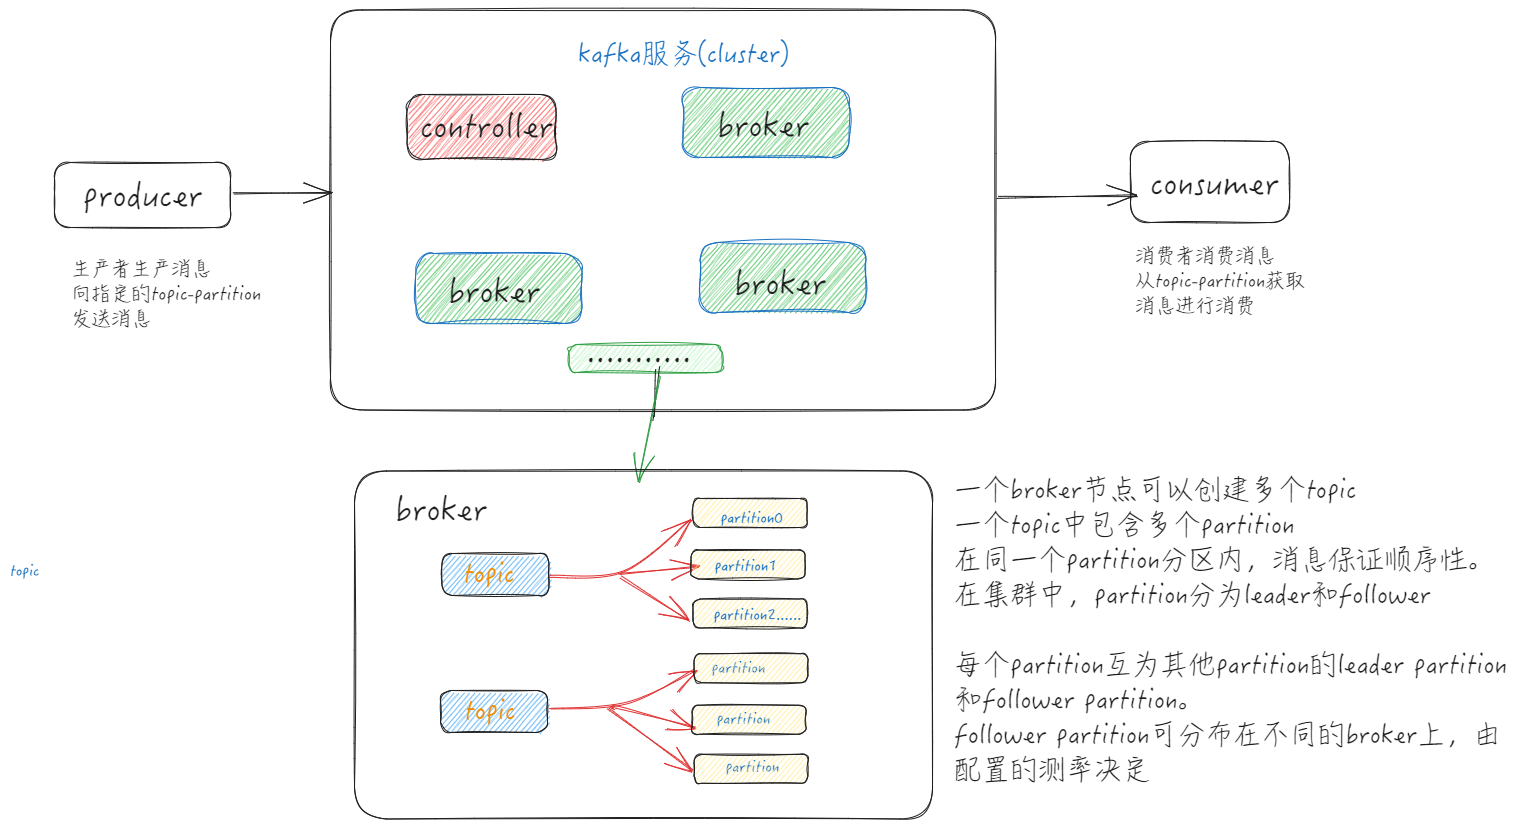 kafka服务(cluster)
controller
broker
producer
consumer
生产者生产消息
向指定的topic-partition
发送消息
消费者消费消息
从topic-partition获取
消息进行消费
broker
broker
...........
broker
topic
partition0
partition1
partition2......
topic
partition
partition
partition
topic
一个broker节点可以创建多个topic
一个topic中包含多个partition
在同一个partition分区内，消息保证顺序性。
在集群中，partition分为leader和follower
每个partition互为其他partition的leader partition
和follower partition。
follower partition可分布在不同的broker上，由
配置的测率决定